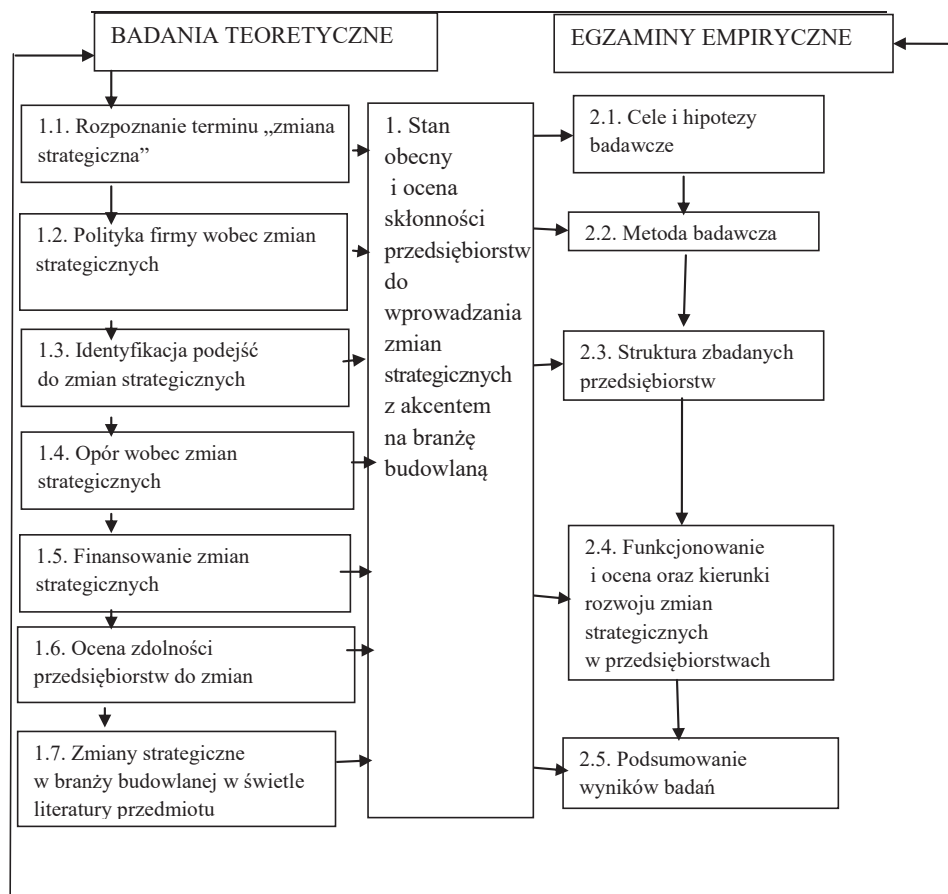 BADANIA TEORETYCZNE
EGZAMINY EMPIRYCZNE
1.1. Rozpoznanie terminu „zmiana
strategiczna”
1.2. Polityka firmy wobec zmian
strategicznych
1.3. Identyfikacja podejść
do zmian strategicznych
1.4. Opór wobec zmian
strategicznych
1.5. Finansowanie zmian
strategicznych
1.6. Ocena zdolności
przedsiębiorstw do zmian
1.7. Zmiany strategiczne
w branży budowlanej w świetle
literatury przedmiotu
1. Stan
obecny
i ocena
skłonności
przedsiębiorstw
do
wprowadzania
zmian
strategicznych
z akcentem
na branżę
budowlaną
2.1. Cele i hipotezy
badawcze
2.2. Metoda badawcza
2.3. Struktura zbadanych
przedsiębiorstw
2.4. Funkcjonowanie
i ocena oraz kierunki
rozwoju zmian
strategicznych
w przedsiębiorstwach
2.5. Podsumowanie
wyników badań